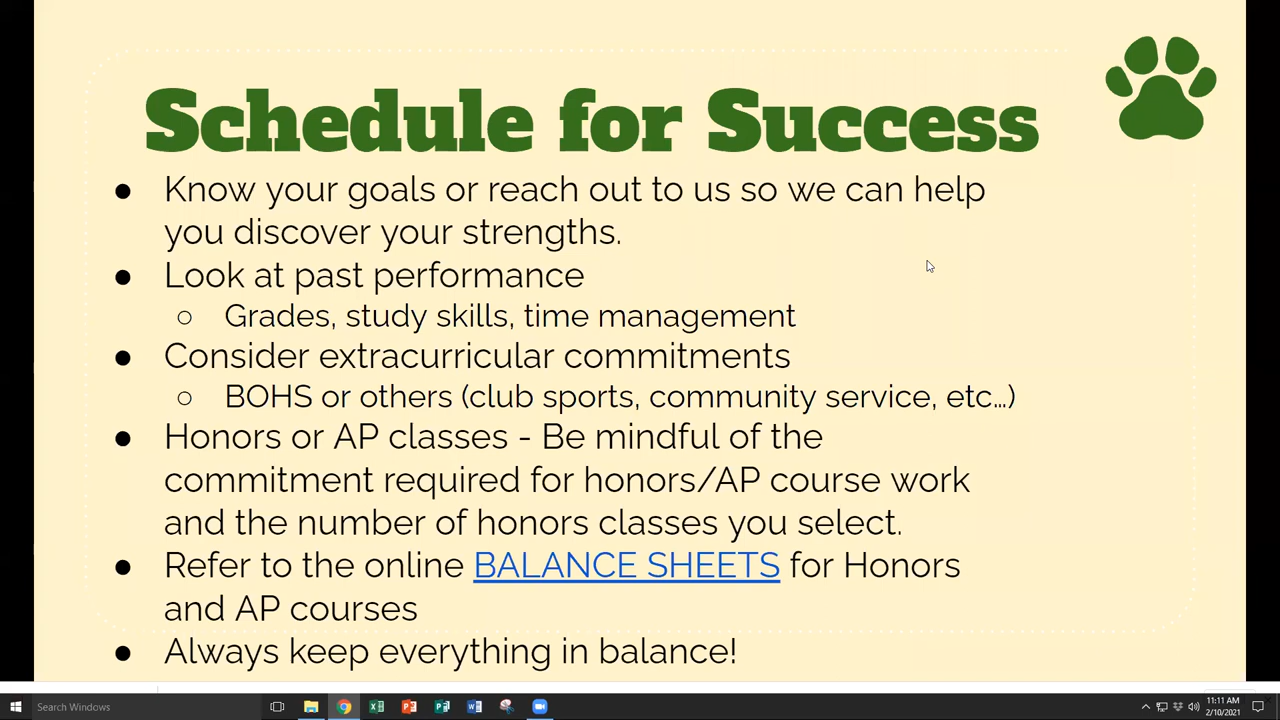 Schedule for Success
● Know your goals or reach out to us so we can help
you discover your strengths.
● Look at past performance
○ Grades, study skills, time management
● Consider extracurricular commitments
○ BOHS or others (club sports, community service, etc…)
● Honors or AP classes - Be mindful of the
commitment required for honors/AP course work
and the number of honors classes you select.
● Refer to the online BALANCE SHEETS for Honors
and AP courses
● Always keep everything in balance!
Search Windows
11:11 AM
2/10/2021